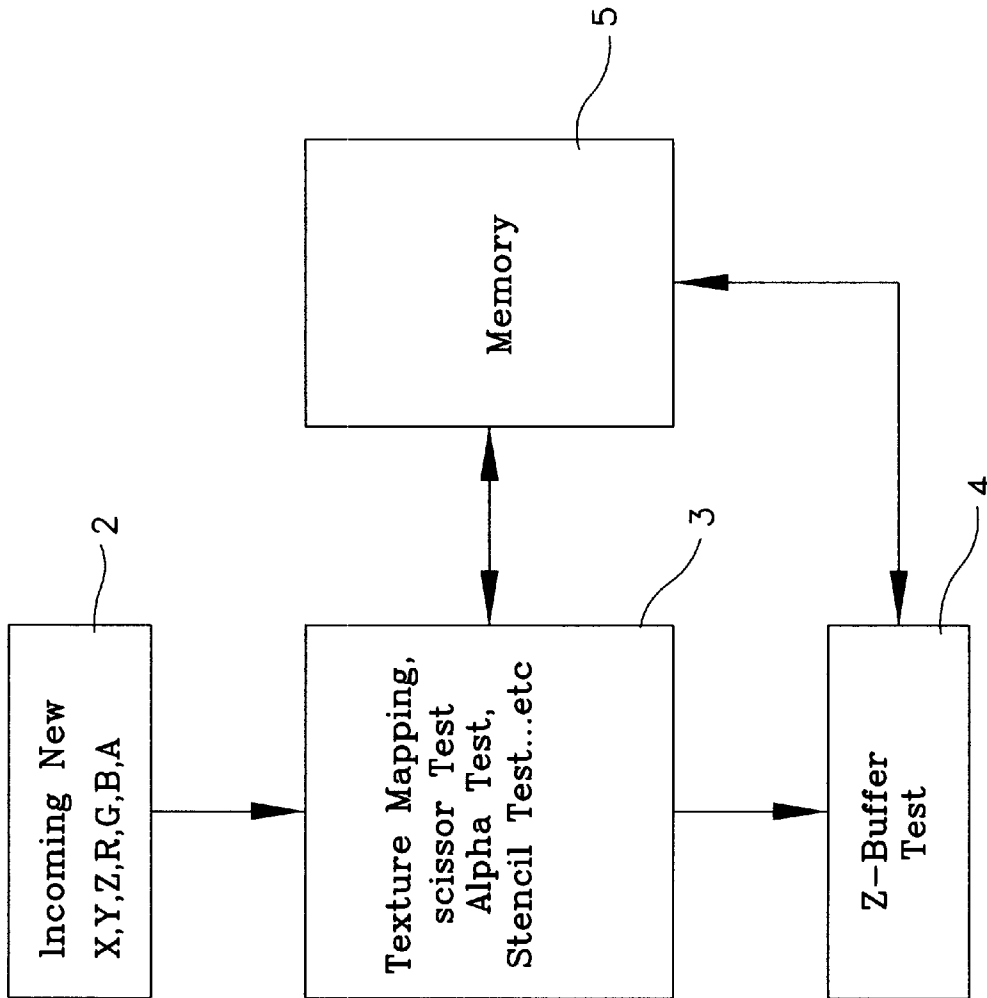 Incoming New
X,Y,Z,R,G,B,A
2
Texture Mapping,
scissor Test
Alpha Test,
Stencil Test...etc
3
Memory
5
Z-Buffer
Test
4